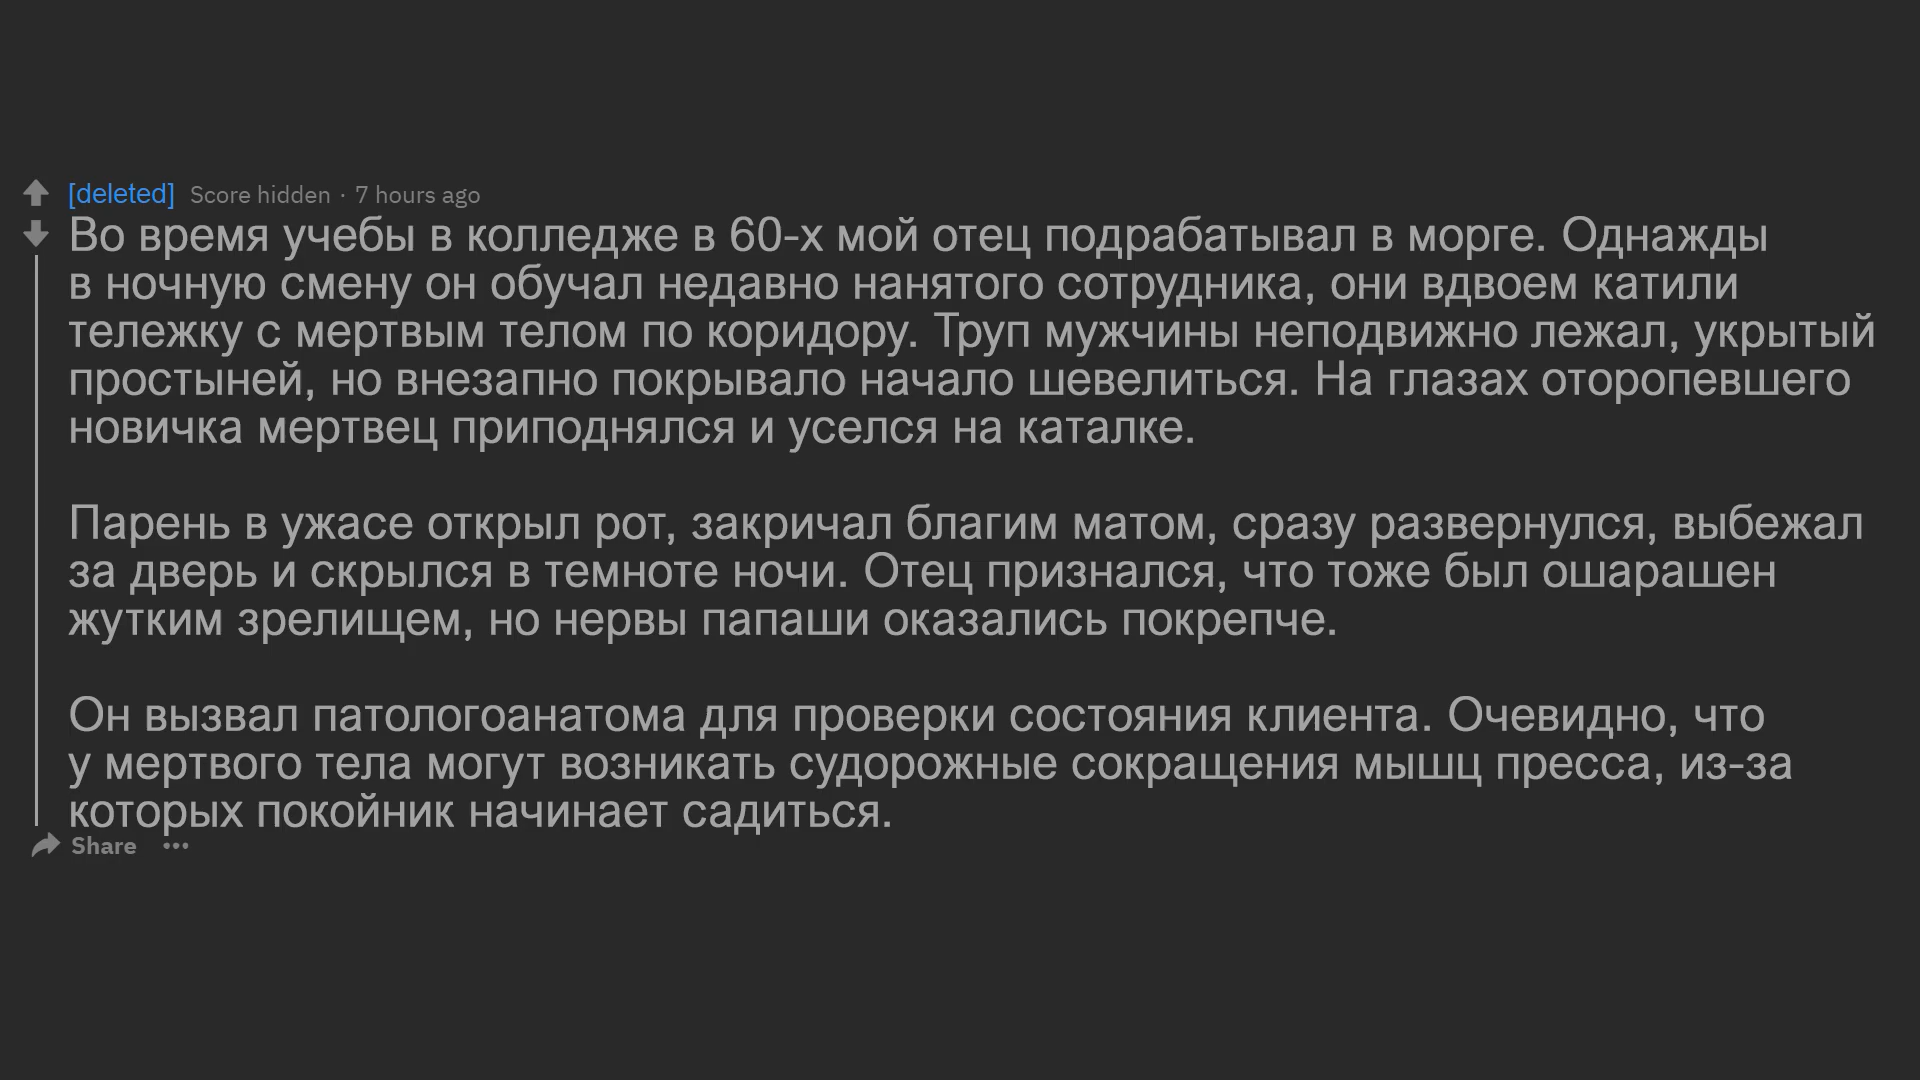 [deleted] Score hidden · 7 hours ago
Во время учебы в колледже в 60-х мой отец подрабатывал в морге. Однажды
в ночную смену он обучал недавно нанятого сотрудника, они вдвоем катили
тележку с мертвым телом по коридору. Труп мужчины неподвижно лежал, укрытый
простыней, но внезапно покрывало начало шевелиться. На глазах оторопевшего
новичка мертвец приподнялся и уселся на каталке.
Парень в ужасе открыл рот, закричал благим матом, сразу развернулся, выбежал
за дверь и скрылся в темноте ночи. Отец признался, что тоже был ошарашен
жутким зрелищем, но нервы папаши оказались покрепче.
Он вызвал патологоанатома для проверки состояния клиента. Очевидно, что
у мертвого тела могут возникать судорожные сокращения мышц пресса, из-за
которых покойник начинает садиться.
Share ···